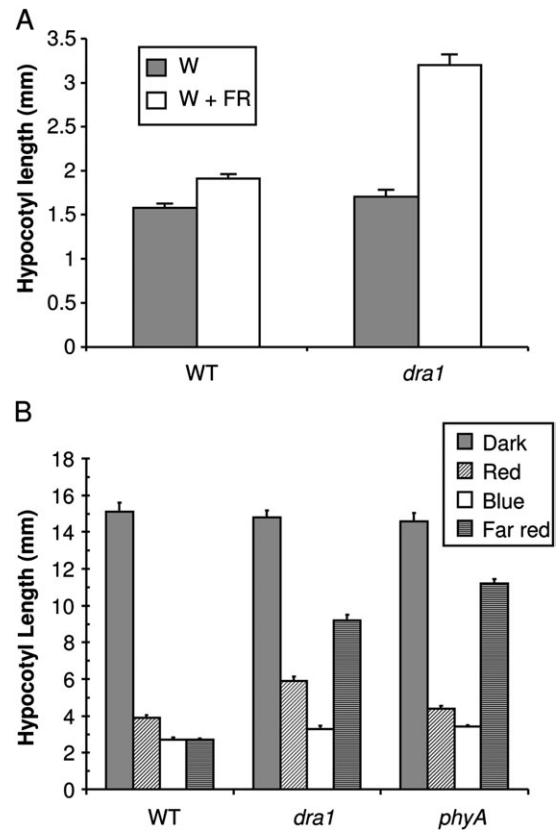 A
Hypocotyl length (mm)
3.5
3
2.5
2
1.5
1
0.5
0
W
W + FR
WT
dra1
B
Hypocotyl Length (mm)
18
16
14
12
10
8
6
4
2
0
Dark
Red
Blue
Far red
WT
dra1
phyA